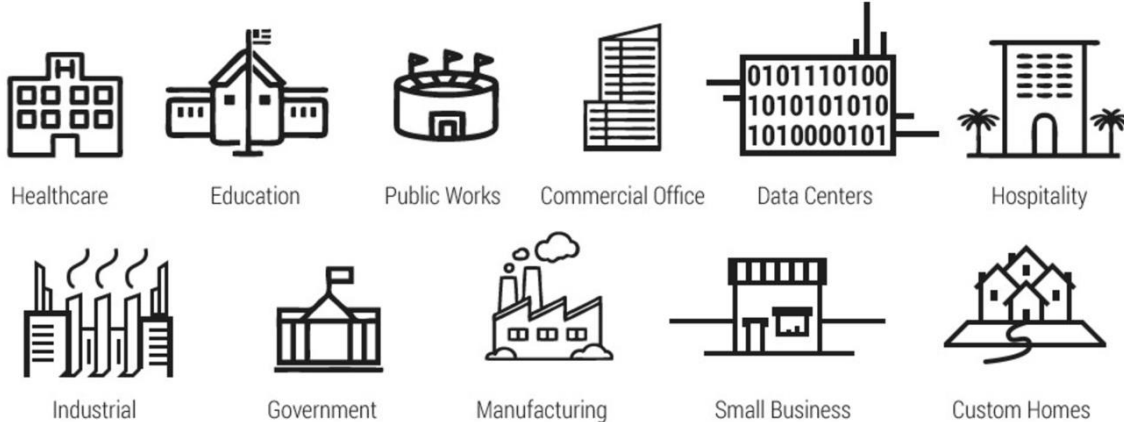 H
0101110100
1010101010
1010000101
Healthcare
Education
Public Works
Commercial Office
Data Centers
Hospitality
Industrial
Government
Manufacturing
Small Business
Custom Homes